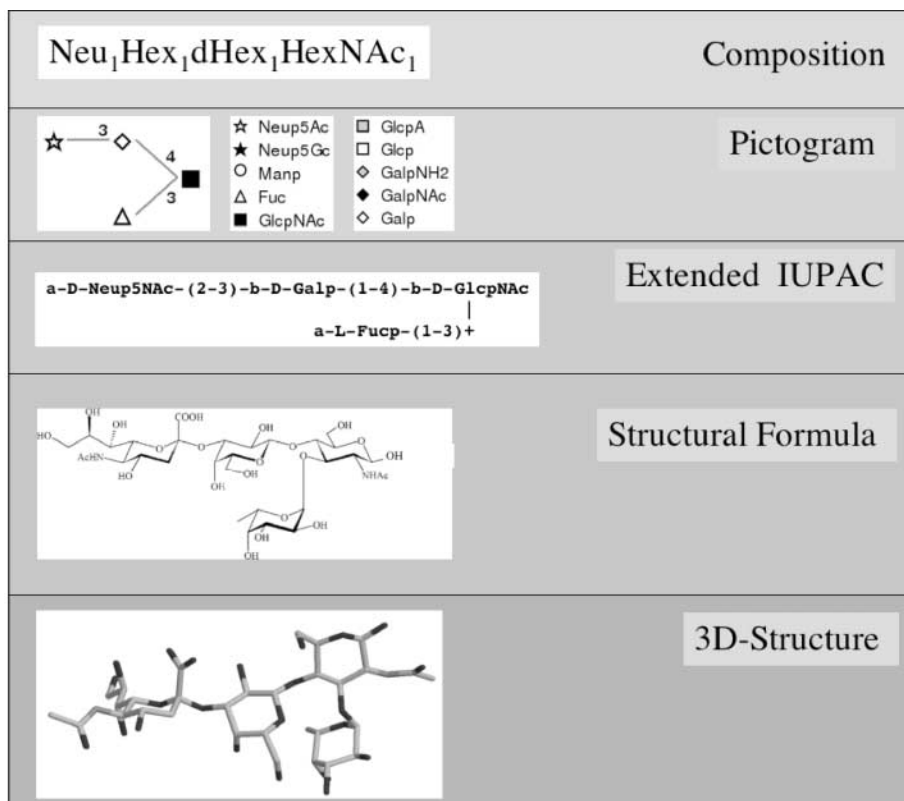 Neu₁Hex₁dHex₁HexNAc₁
Composition
3
4
3
☆ Neup5Ac
★ Neup5Gc
○ Manp
△ Fuc
■ GlcpNAc
□ GlcpA
□ Glcp
◇ GalpNH2
◆ GalpNAc
◇ Galp
Pictogram
Extended IUPAC
a-D-Neup5NAc-(2-3)-b-D-Galp-(1-4)-b-D-GlcpNAc
|
a-L-Fucp-(1-3)+
Structural Formula
OH
OH
COOH
HO
AcHN
HO
O
O
OH
O
OH
OH
O
OH
O
O
OH
NHAc
O
OH
HO
OH
3D-Structure